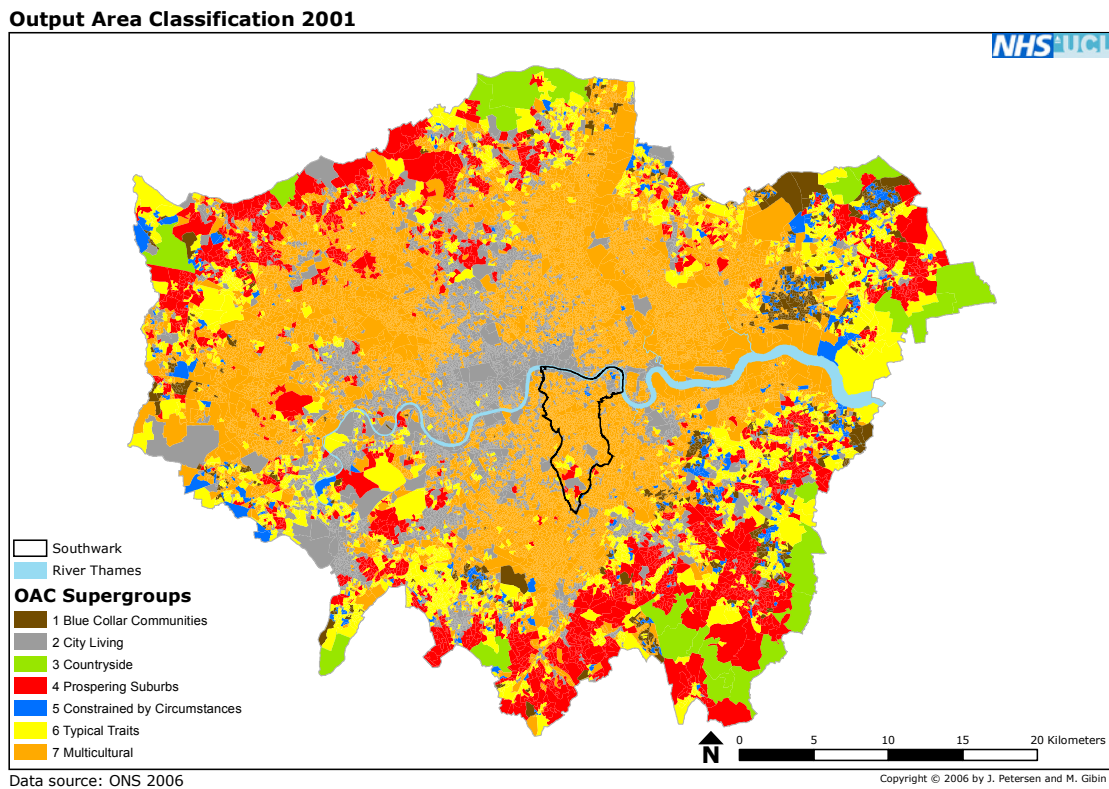 Output Area Classification 2001
NHS UCL
Southwark
River Thames
OAC Supergroups
1 Blue Collar Communities
2 City Living
3 Countryside
4 Prospering Suburbs
5 Constrained by Circumstances
6 Typical Traits
7 Multicultural
N
0 5 10 15 20 Kilometers
Data source: ONS 2006
Copyright © 2006 by J. Petersen and M. Gibin